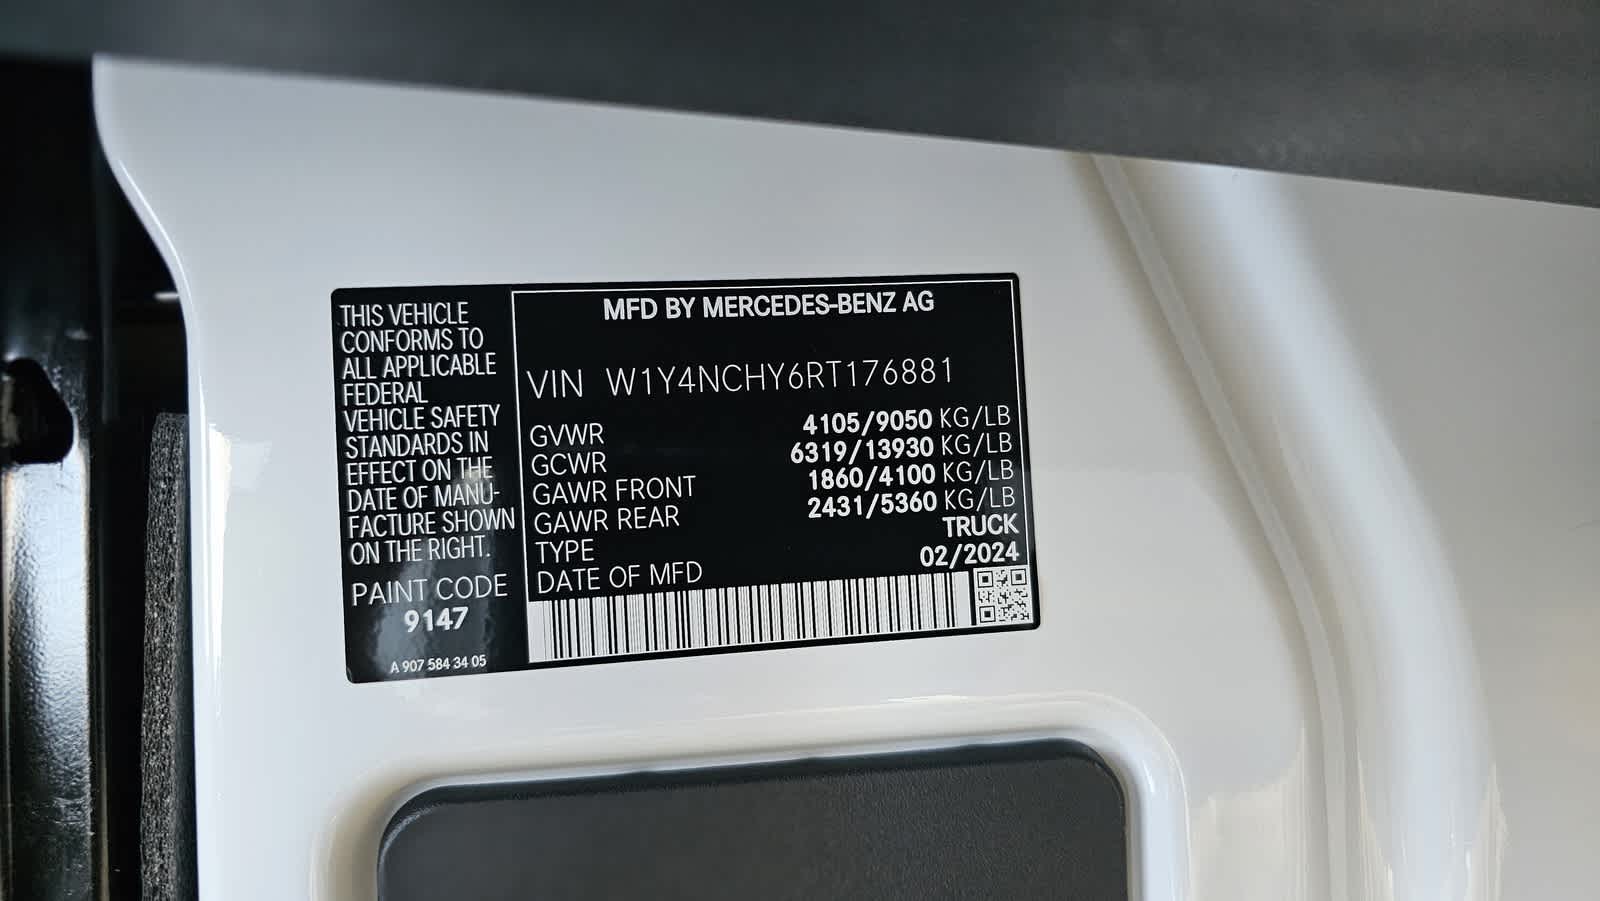 THIS VEHICLE
CONFORMS TO
ALL APPLICABLE
FEDERAL
VEHICLE SAFETY
STANDARDS IN
EFFECT ON THE
DATE OF MANU-
FACTURE SHOWN
ON THE RIGHT.
PAINT CODE
9147
A 907 584 34 05
MFD BY MERCEDES-BENZ AG
VIN W1Y4NCHY6RT176881
GVWR 4105/9050 KG/LB
GCWR 6319/13930 KG/LB
GAWR FRONT 1860/4100 KG/LB
GAWR REAR 2431/5360 KG/LB
TYPE TRUCK
DATE OF MFD 02/2024